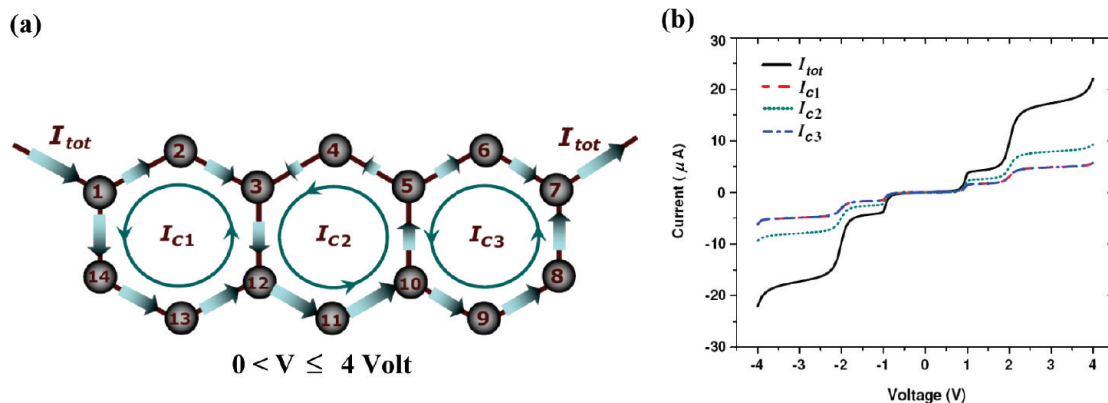 (a)
I_tot
I_tot
1
2
3
4
5
6
7
8
9
10
11
12
13
14
I_c1
I_c2
I_c3
0 < V ≤ 4 Volt
(b)
30
20
10
0
-10
-20
-30
Current ( μ A)
I_tot
I_c1
I_c2
I_c3
-4 -3 -2 -1 0 1 2 3 4
Voltage (V)